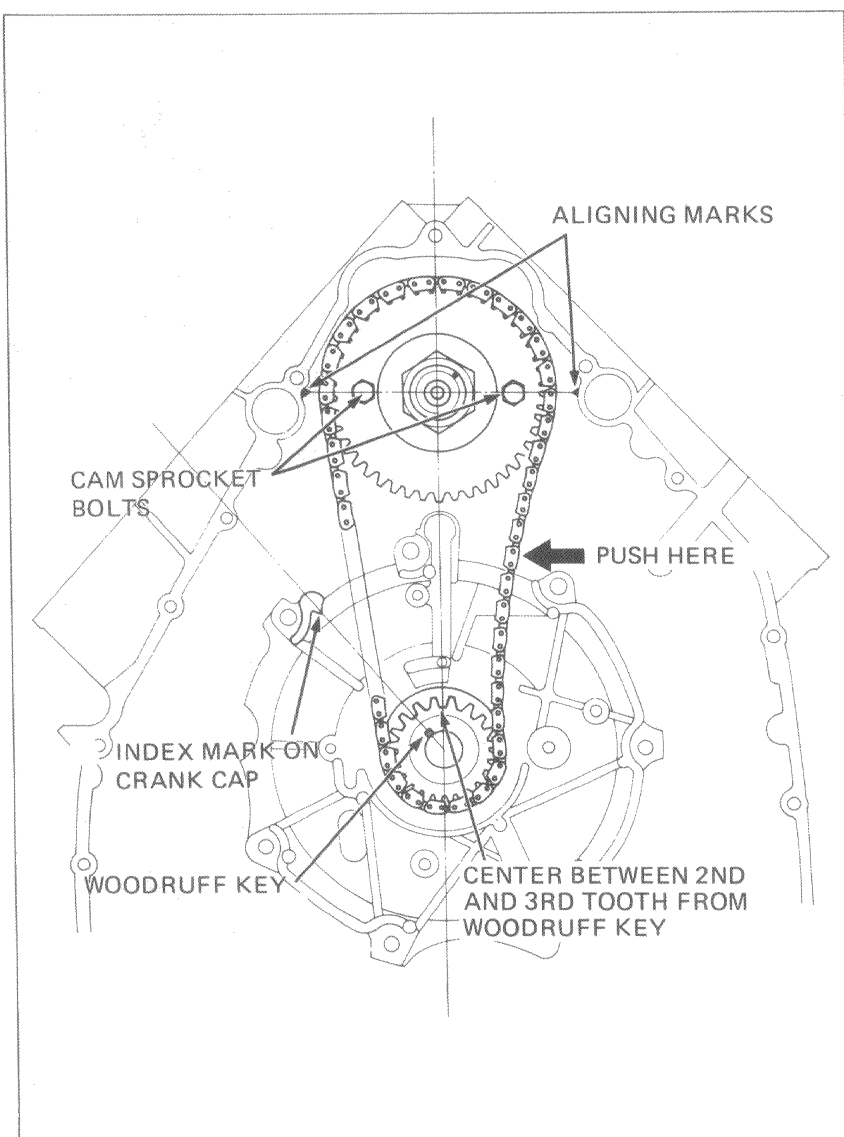 ALIGNING MARKS
CAM SPROCKET
BOLTS
PUSH HERE
INDEX MARK ON
CRANK CAP
WOODRUFF KEY
CENTER BETWEEN 2ND
AND 3RD TOOTH FROM
WOODRUFF KEY